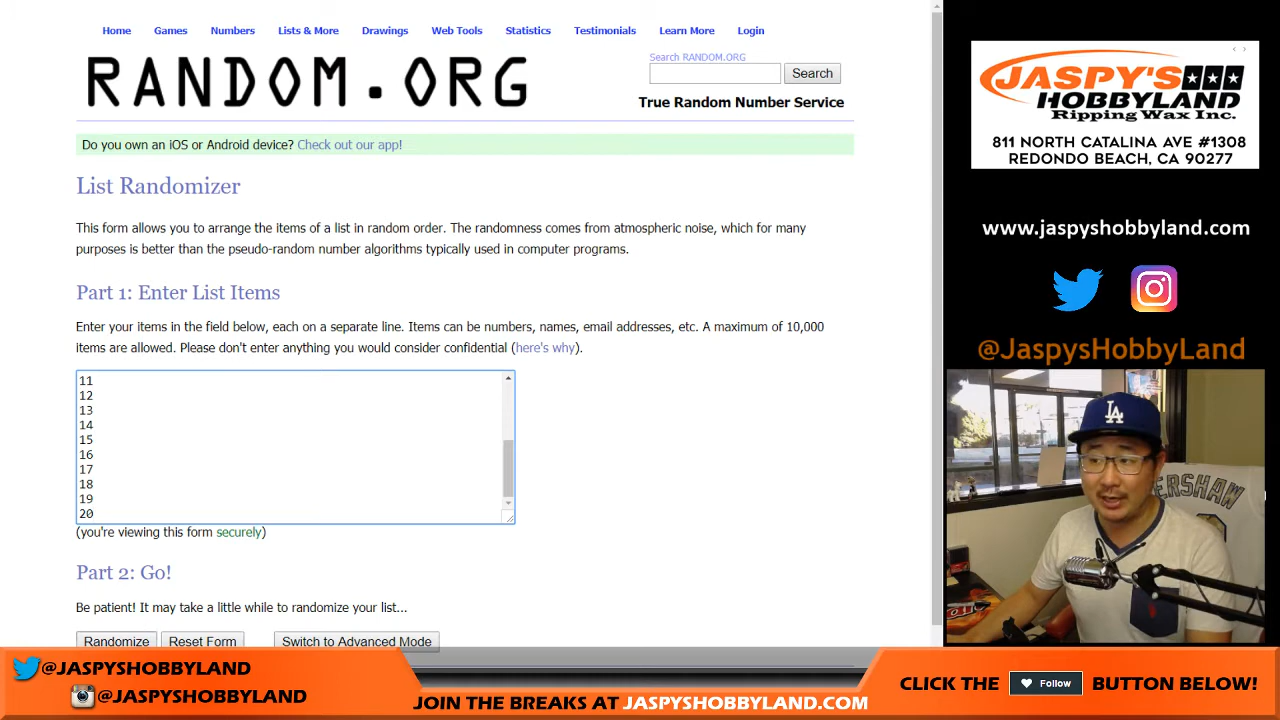 Home Games Numbers Lists & More Drawings Web Tools Statistics Testimonials Learn More Login
RANDOM.ORG
Search RANDOM.ORG
Search
True Random Number Service
Do you own an iOS or Android device? Check out our app!
List Randomizer
This form allows you to arrange the items of a list in random order. The randomness comes from atmospheric noise, which for many
purposes is better than the pseudo-random number algorithms typically used in computer programs.
Part 1: Enter List Items
Enter your items in the field below, each on a separate line. Items can be numbers, names, email addresses, etc. A maximum of 10,000
items are allowed. Please don't enter anything you would consider confidential (here's why).
11
12
13
14
15
16
17
18
19
20
(you're viewing this form securely)
Part 2: Go!
Be patient! It may take a little while to randomize your list...
Randomize Reset Form Switch to Advanced Mode
JASPY'S
HOBBYLAND
Ripping Wax Inc.
811 NORTH CATALINA AVE #1308
REDONDO BEACH, CA 90277
www.jaspyshobbyland.com
@JaspysHobbyLand
LA
ERSHAW
@JASPYSHOBBYLAND
@JASPYSHOBBYLAND
JOIN THE BREAKS AT JASPYSHOBBYLAND.COM
CLICK THE Follow BUTTON BELOW!